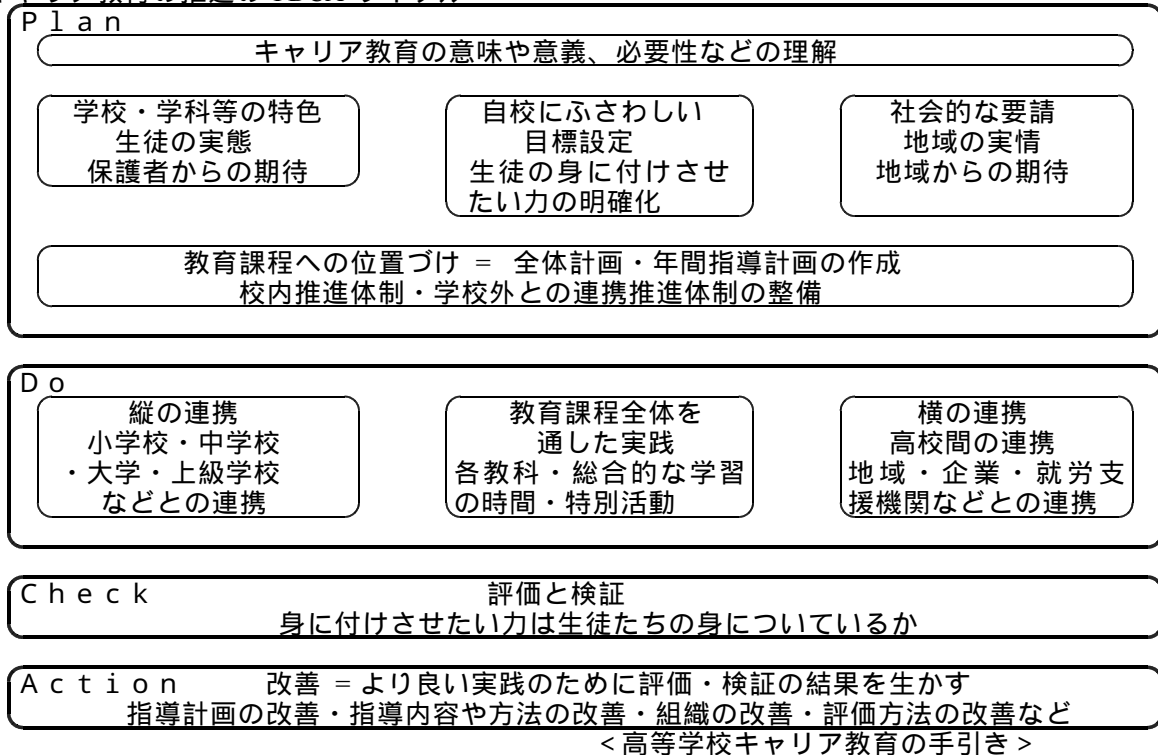 Plan
キャリア教育の意味や意義、必要性などの理解
学校・学科等の特色
生徒の実態
保護者からの期待
自校にふさわしい
目標設定
生徒の身に付けさせ
たい力の明確化
社会的な要請
地域の実情
地域からの期待
教育課程への位置づけ = 全体計画・年間指導計画の作成
校内推進体制・学校外との連携推進体制の整備
Do
縦の連携
小学校・中学校
・大学・上級学校
などとの連携
教育課程全体を
通した実践
各教科・総合的な学習
の時間・特別活動
横の連携
高校間の連携
地域・企業・就労支
援機関などとの連携
Check 評価と検証
身に付けさせたい力は生徒たちの身についているか
Action 改善 =より良い実践のために評価・検証の結果を生かす
指導計画の改善・指導内容や方法の改善・組織の改善・評価方法の改善など
<高等学校キャリア教育の手引き>